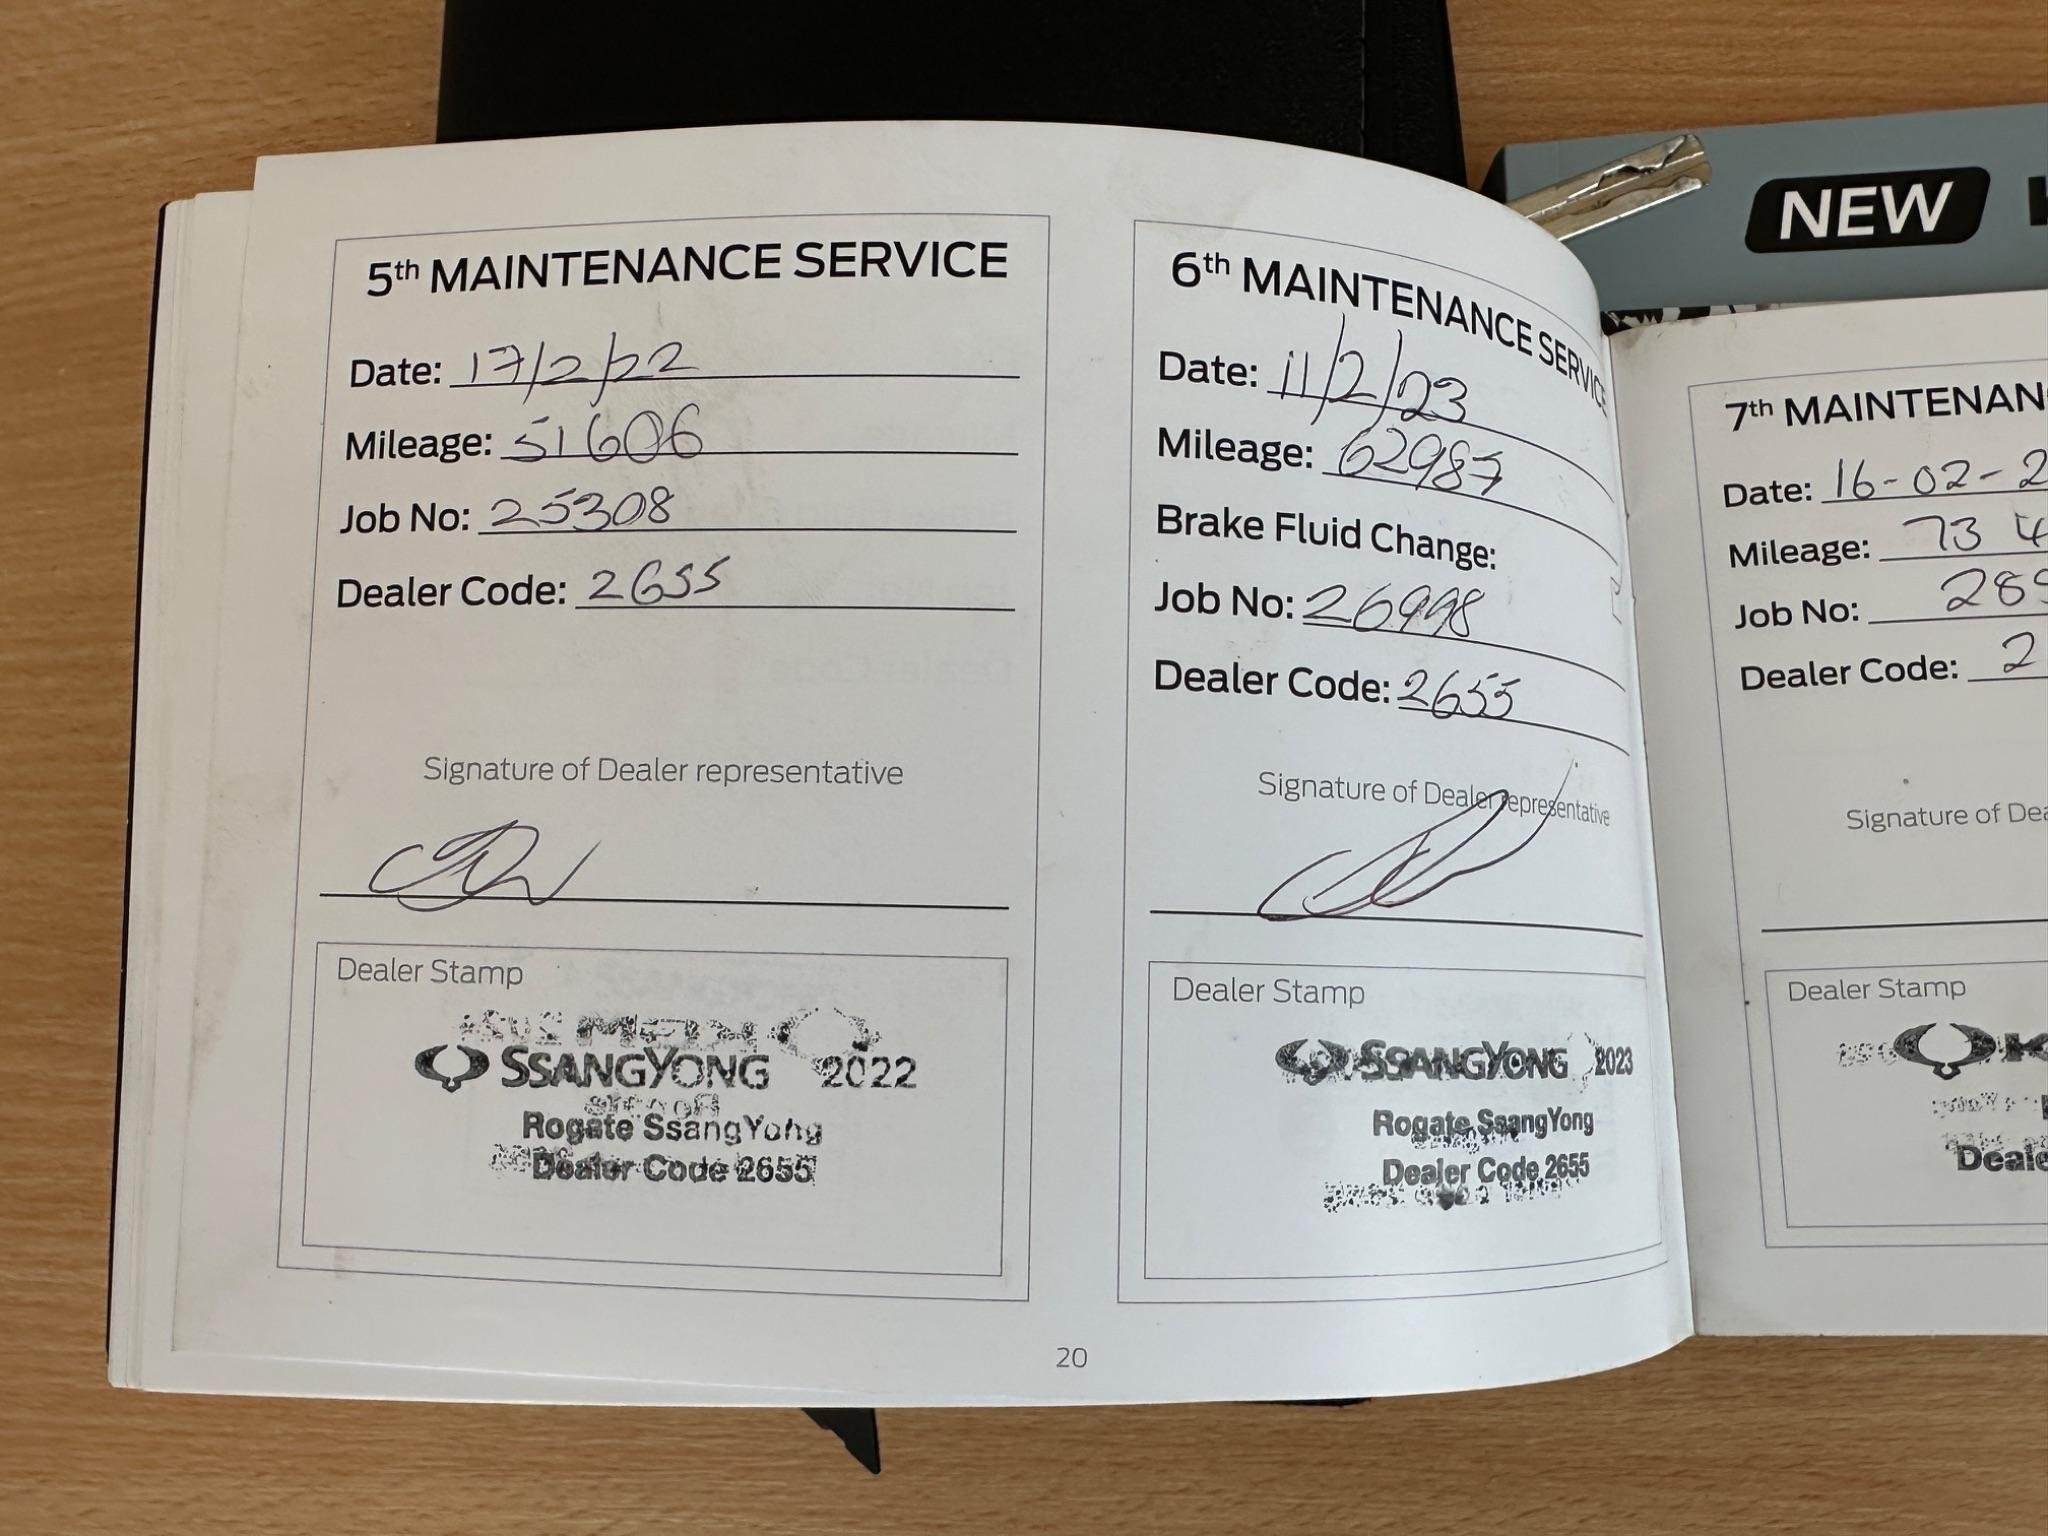 NEW
5th MAINTENANCE SERVICE
Date: 17/2/22
Mileage: 51606
Job No: 25308
Dealer Code: 2655
Signature of Dealer representative
Dealer Stamp
SSANGYONG 2022
Rogate SsangYong
Dealer Code 2655
6th MAINTENANCE SERVIC
Date: 11/2/23
Mileage: 62987
Brake Fluid Change:
Job No: 26998
Dealer Code: 2655
Signature of Dealer representative
Dealer Stamp
SSANGYONG 2023
Rogate SsangYong
Dealer Code 2655
20
7th MAINTENAN
Date: 16-02-2
Mileage: 73 4
Job No: 289
Dealer Code: 2
Signature of Dea
Dealer Stamp
K
Deale